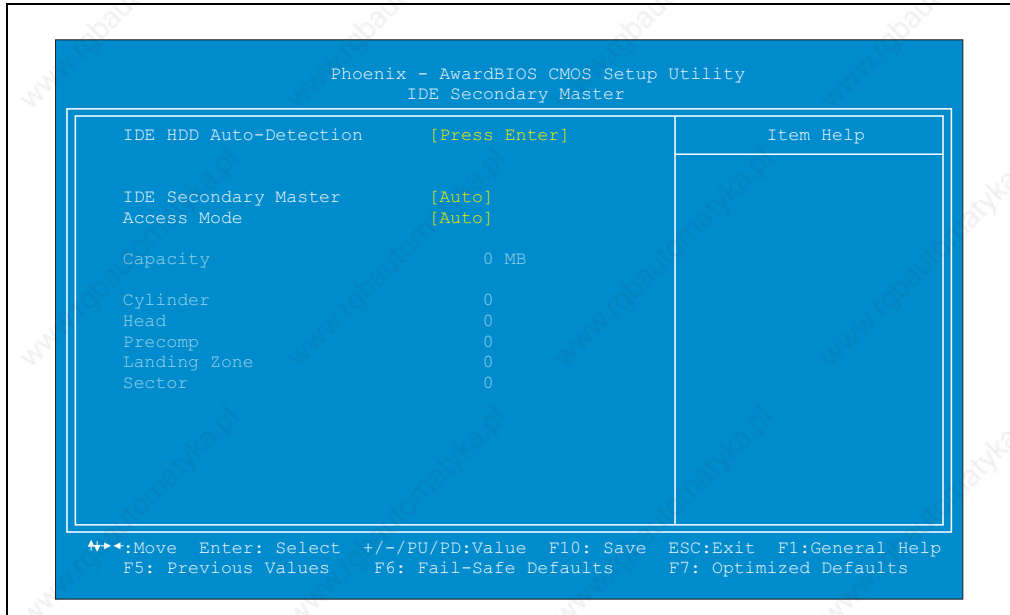 Phoenix - AwardBIOS CMOS Setup Utility
IDE Secondary Master
IDE HDD Auto-Detection [Press Enter] Item Help
IDE Secondary Master [Auto]
Access Mode [Auto]
Capacity 0 MB
Cylinder 0
Head 0
Precomp 0
Landing Zone 0
Sector 0
:Move Enter: Select +/-/PU/PD:Value F10: Save ESC:Exit F1:General Help
F5: Previous Values F6: Fail-Safe Defaults F7: Optimized Defaults
www.rgbautomatyka.pl